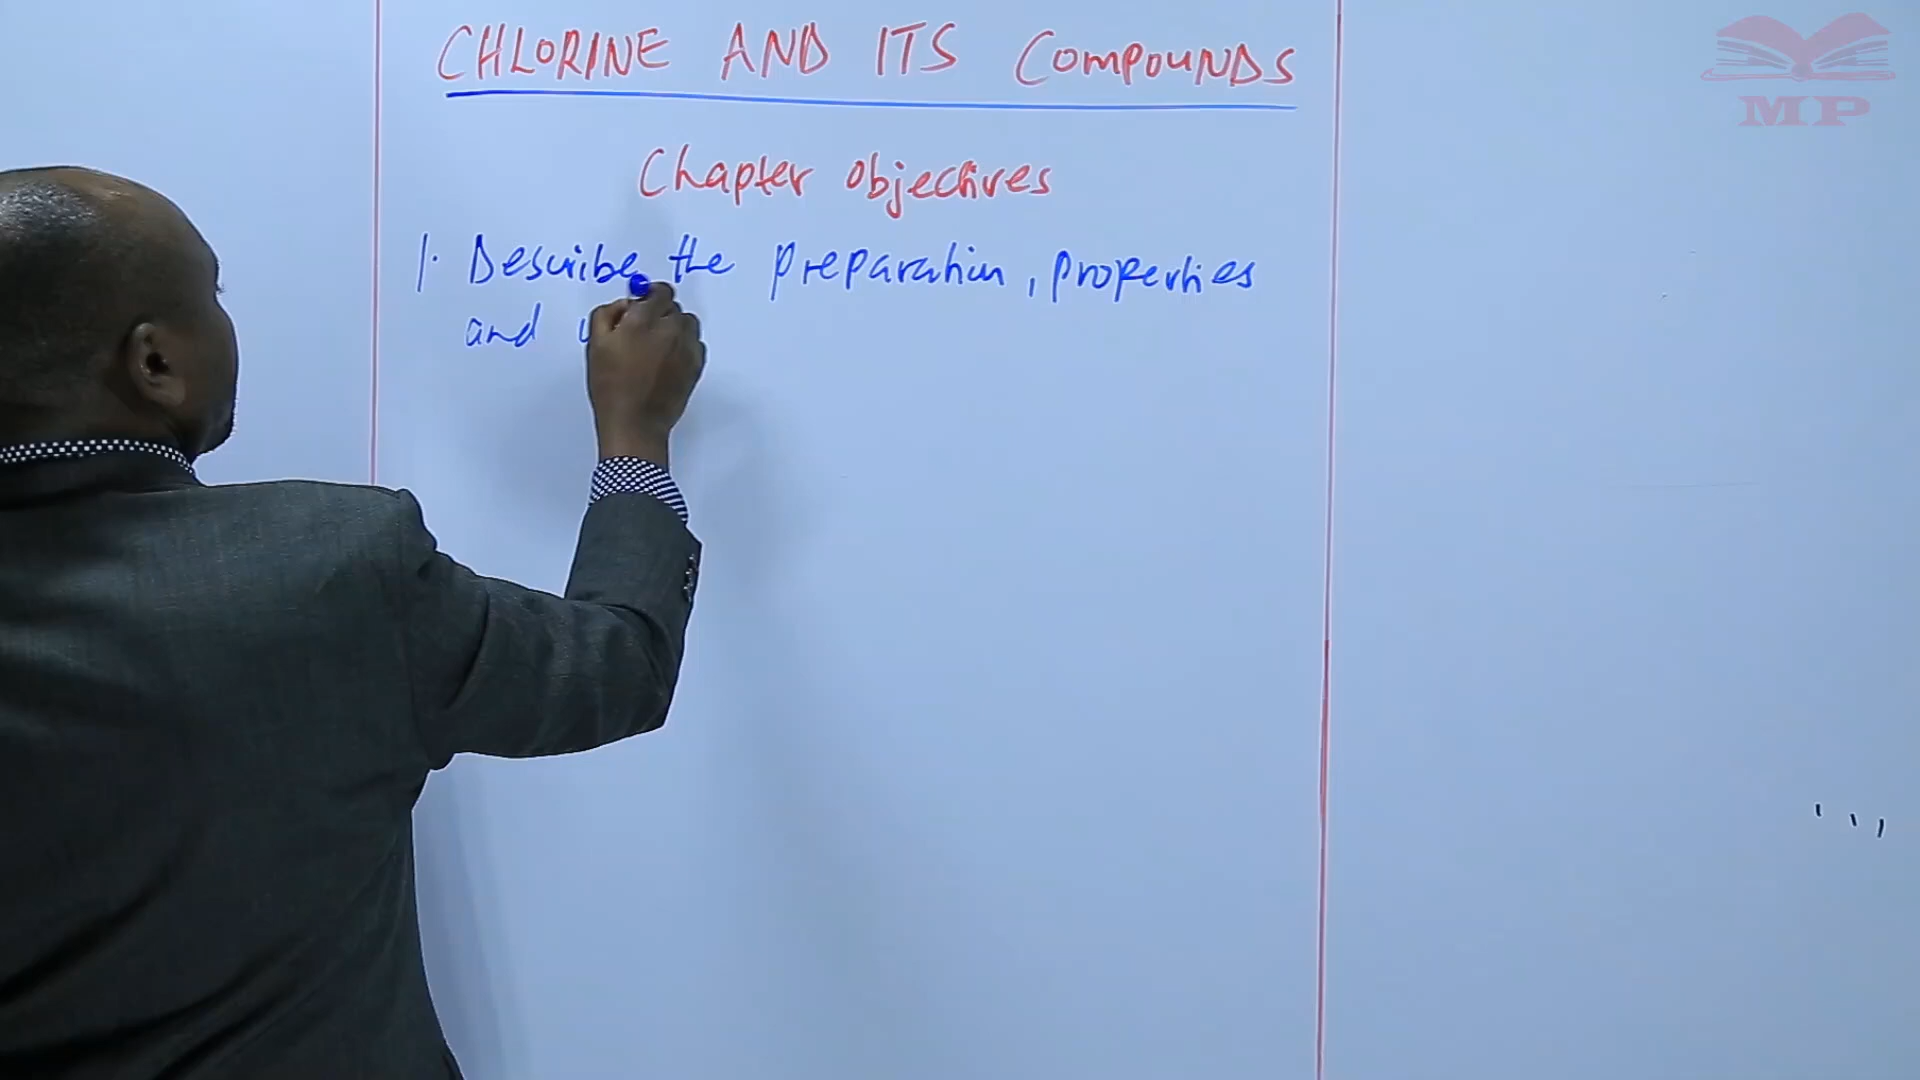 CHLORINE AND ITS COMPOUNDS
Chapter objectives
1. Describe the preparation, properties
and
MP